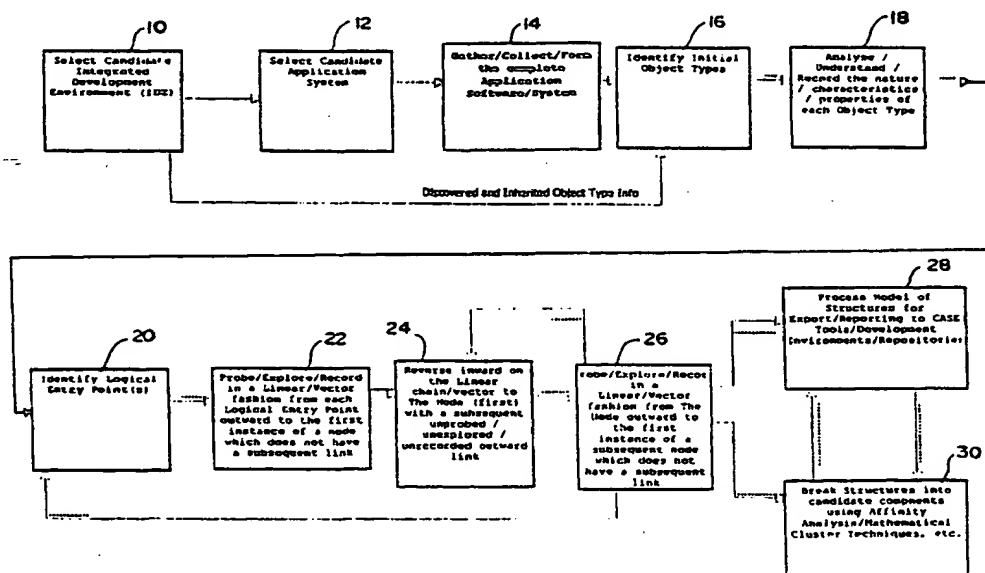 10
Select Candidate
Integrated
Development
Environment (IDE)
12
Select Candidate
Application
System
14
Gather/Collect/Form
the complete
Application
Software/System
16
Identify Initial
Object Types
18
Analyse /
Understand /
Record the nature
/ characteristics
/ properties of
each Object Type
Discovered and Inherited Object Type Info
20
Identify Logical
Entry Point(s)
22
Probe/Explore/Record
in a Linear/Vector
fashion from each
Logical Entry Point
outward to the first
instance of a node
which does not have
a subsequent link
24
Reverse inward on
the Linear
chain/vector to
The Node (first)
with a subsequent
unprobed /
unexplored /
unrecorded outward
link
26
robe/Explore/Recor
in a
Linear/Vector
fashion from The
Node outward to
the first
instance of a
subsequent node
which does not
have a subsequent
link
28
Process Model of
Structures for
Export/Reporting to CASE
Tools/Development
Enviroments/Repositories
30
Break Structures into
candidate compnents
using Affinity
Analysis/Mathematical
Cluster Techniques, etc.